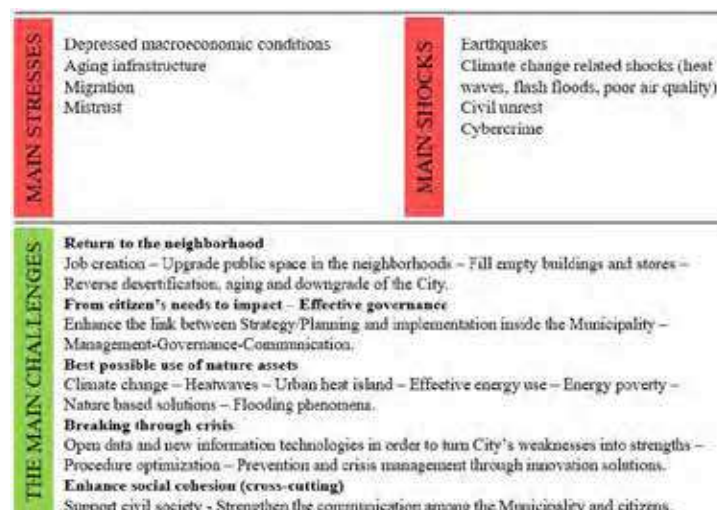 MAIN STRESSES
Depressed macroeconomic conditions
Aging infrastructure
Migration
Mistrust
MAIN SHOCKS
Earthquakes
Climate change related shocks (heat
waves, flash floods, poor air quality)
Civil unrest
Cybercrime
THE MAIN CHALLENGES
Return to the neighborhood
Job creation – Upgrade public space in the neighborhoods – Fill empty buildings and stores –
Reverse desertification, aging and downgrade of the City.
From citizen's needs to impact – Effective governance
Enhance the link between Strategy/Planning and implementation inside the Municipality –
Management-Governance-Communication.
Best possible use of nature assets
Climate change – Heatwaves – Urban heat island – Effective energy use – Energy poverty –
Nature based solutions – Flooding phenomena.
Breaking through crisis
Open data and new information technologies in order to turn City's weaknesses into strengths –
Procedure optimization – Prevention and crisis management through innovation solutions.
Enhance social cohesion (cross-cutting)
Support civil society - Strengthen the communication among the Municipality and citizens.